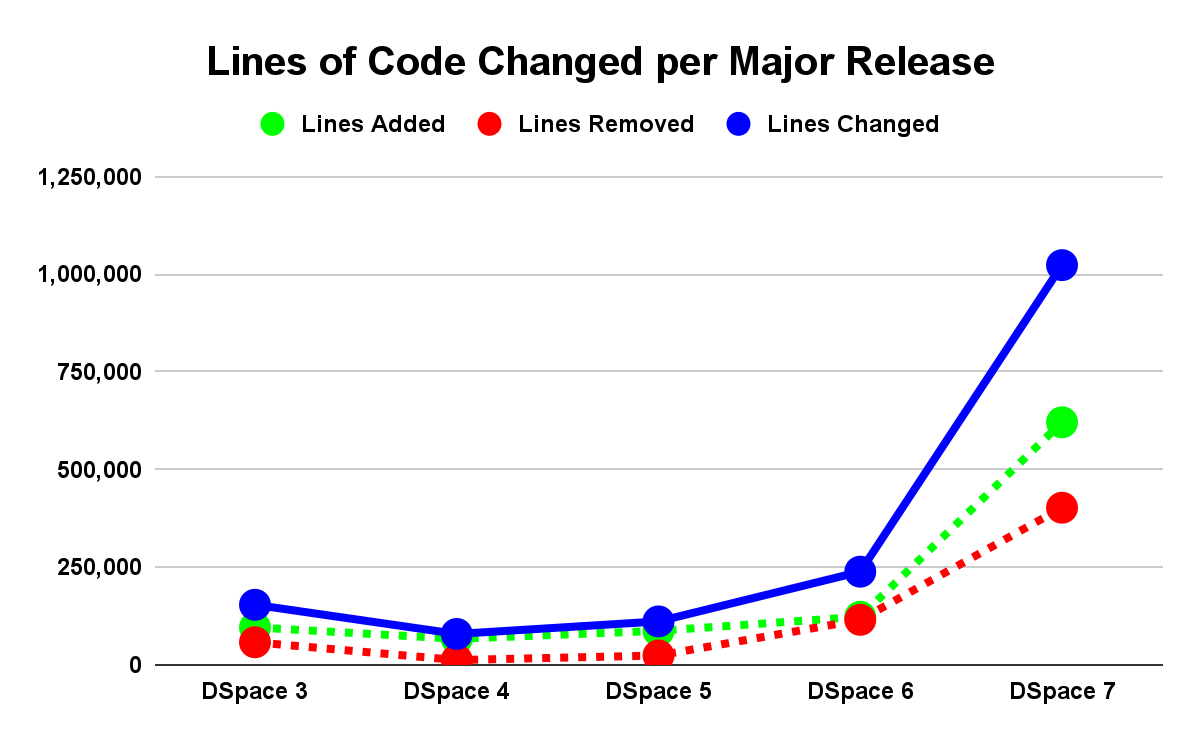 Lines of Code Changed per Major Release
Lines Added Lines Removed Lines Changed
1,250,000
1,000,000
750,000
500,000
250,000
0
DSpace 3 DSpace 4 DSpace 5 DSpace 6 DSpace 7